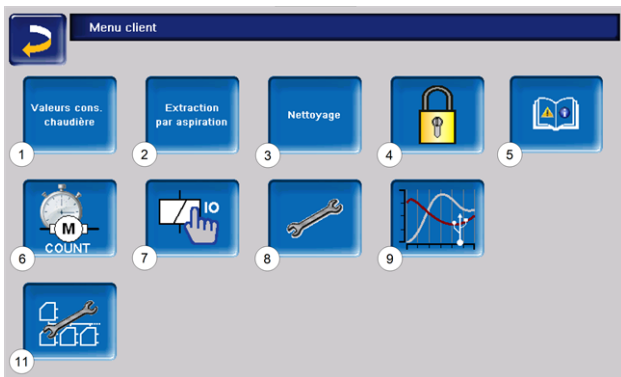 Menu client
Valeurs cons.
chaudière
Extraction
par aspiration
Nettoyage
1
2
3
4
5
M
COUNT
IO
6
7
8
9
11